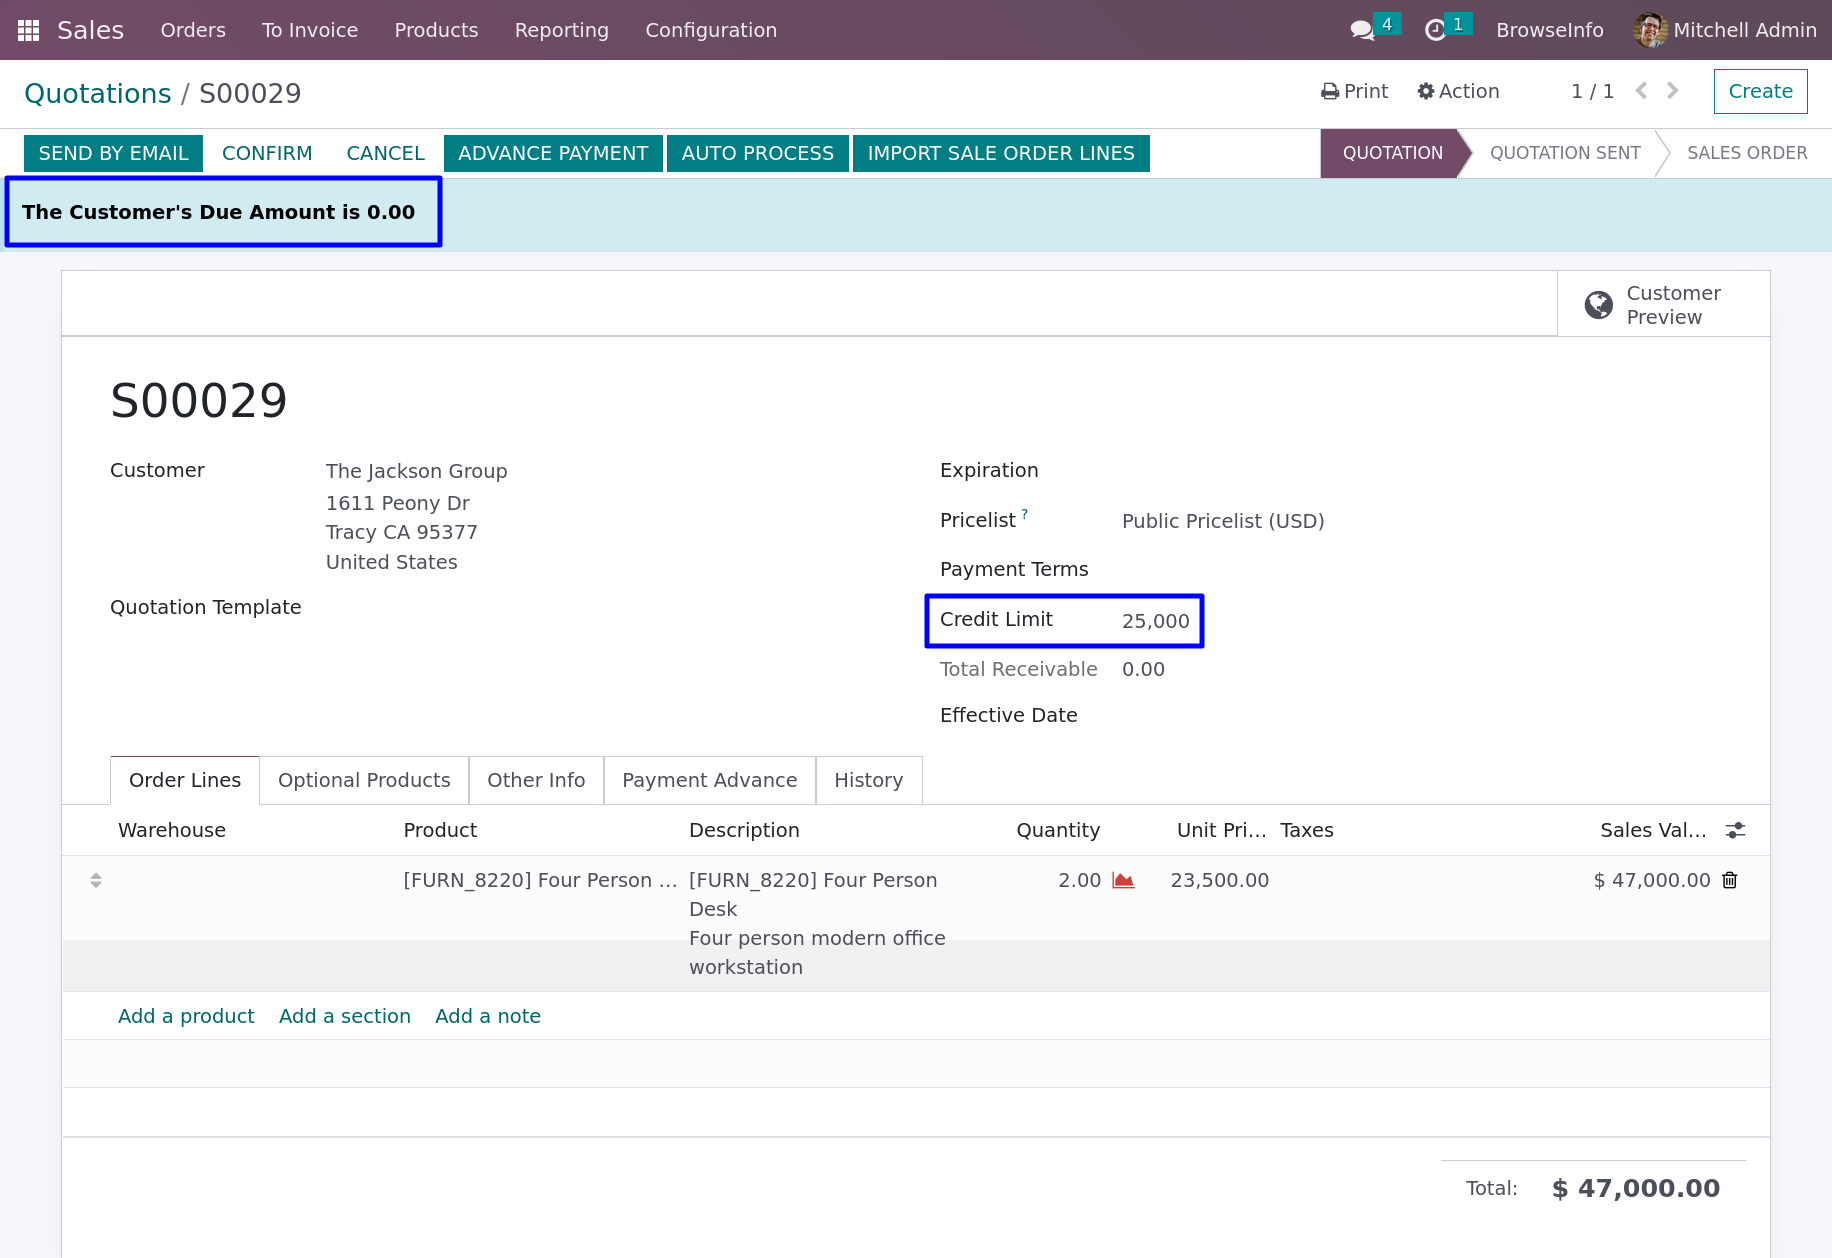 Sales Orders To Invoice Products Reporting Configuration 4 1 BrowseInfo Mitchell Admin
Quotations / S00029 Print Action 1 / 1 Create
SEND BY EMAIL CONFIRM CANCEL ADVANCE PAYMENT AUTO PROCESS IMPORT SALE ORDER LINES QUOTATION QUOTATION SENT SALES ORDER
The Customer's Due Amount is 0.00
Customer
Preview
S00029
Customer The Jackson Group
1611 Peony Dr
Tracy CA 95377
United States
Quotation Template
Expiration
Pricelist ? Public Pricelist (USD)
Payment Terms
Credit Limit 25,000
Total Receivable 0.00
Effective Date
Order Lines Optional Products Other Info Payment Advance History
Warehouse Product Description Quantity Unit Pri... Taxes Sales Val...
[FURN_8220] Four Person ... [FURN_8220] Four Person 2.00 23,500.00 $ 47,000.00
Desk
Four person modern office
workstation
Add a product Add a section Add a note
Total: $ 47,000.00